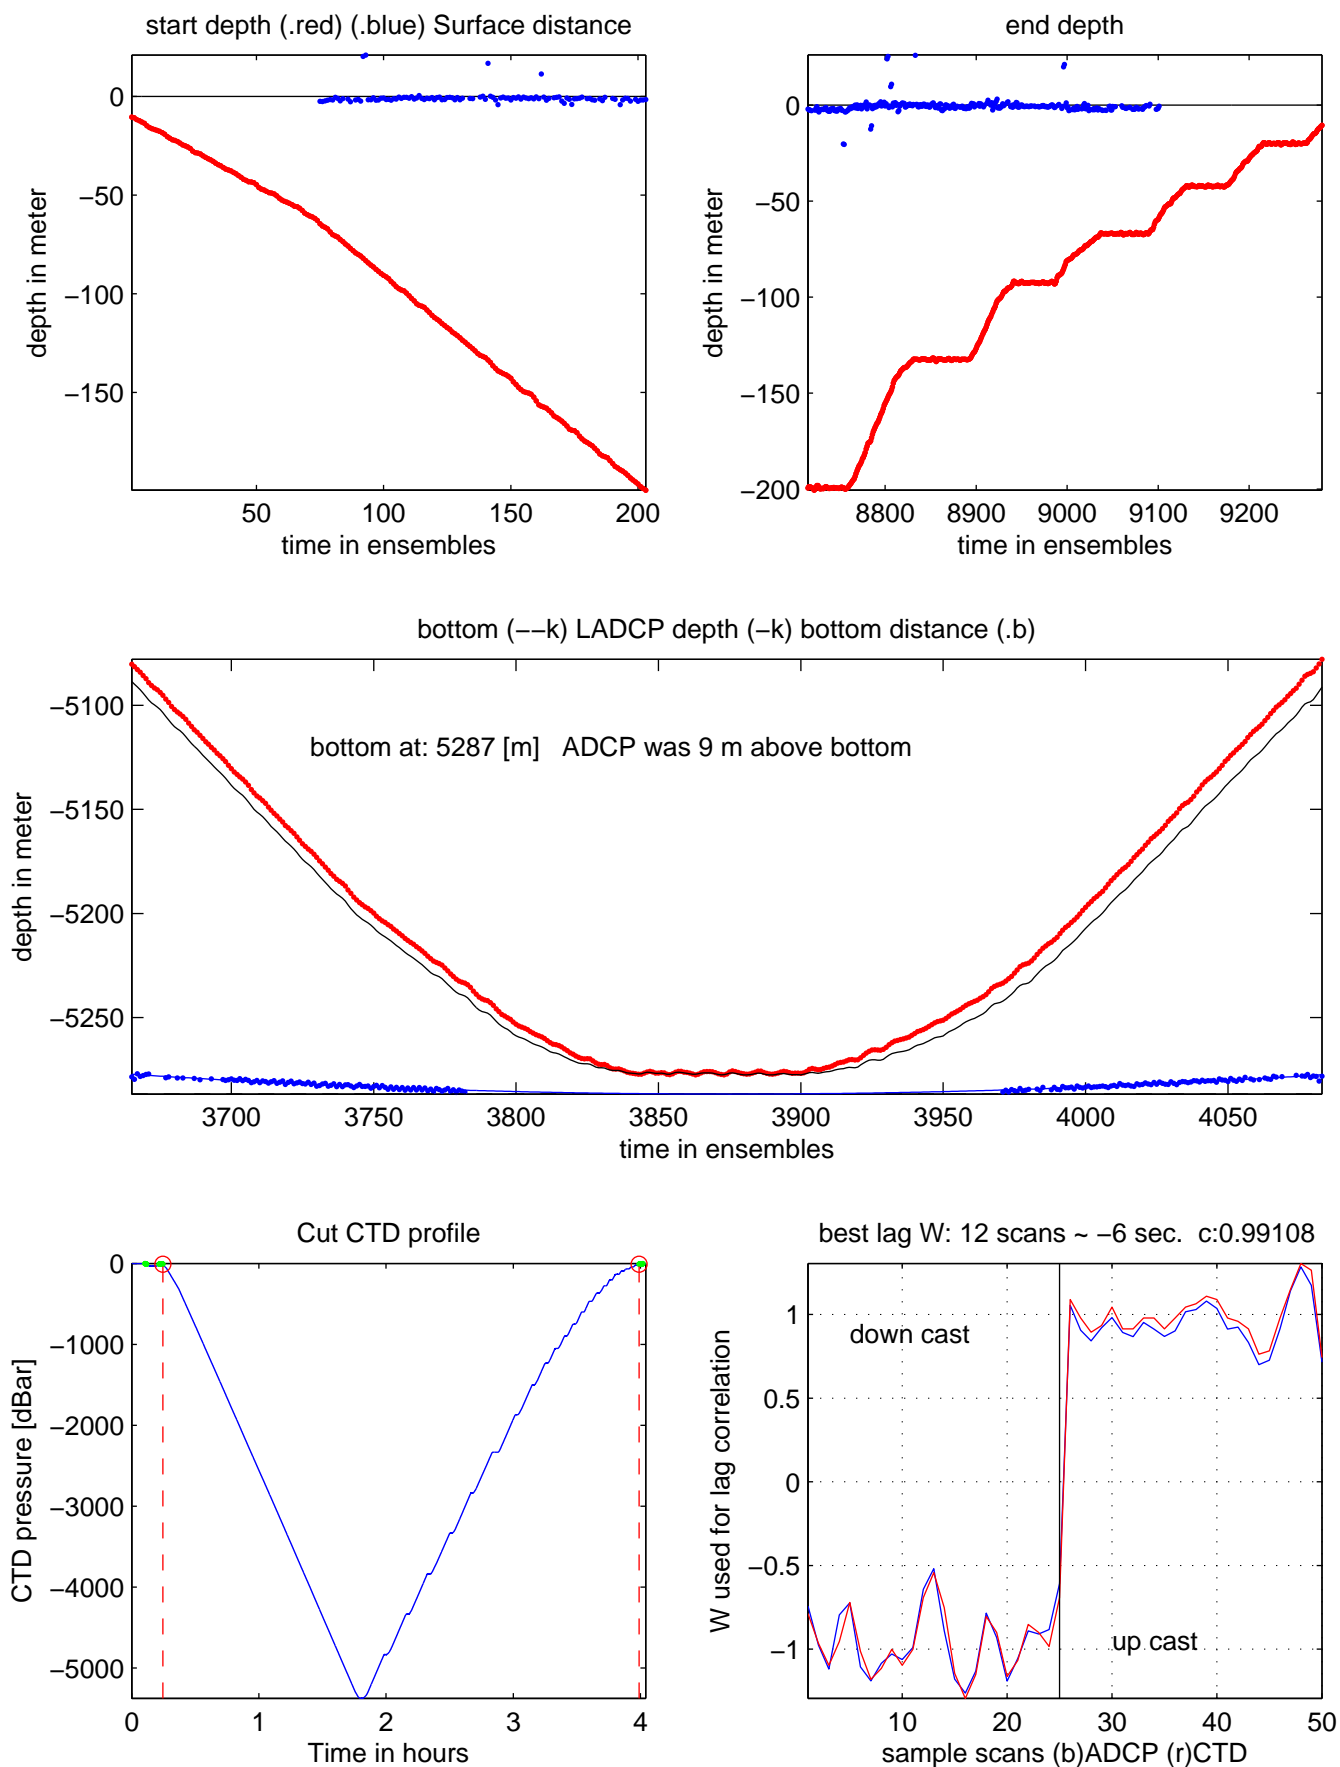 start depth (.red) (.blue) Surface distance
end depth
0
−50
−100
−150
depth in meter
50
100
150
200
time in ensembles
0
−50
−100
−150
−200
depth in meter
8800
8900
9000
9100
9200
time in ensembles
bottom (−−k) LADCP depth (−k) bottom distance (.b)
−5100
−5150
−5200
−5250
depth in meter
bottom at: 5287 [m]   ADCP was 9 m above bottom
3700
3750
3800
3850
3900
3950
4000
4050
time in ensembles
Cut CTD profile
0
−1000
−2000
−3000
−4000
−5000
CTD pressure [dBar]
0
1
2
3
4
Time in hours
best lag W: 12 scans ~ −6 sec.  c:0.99108
1
0.5
0
−0.5
−1
W used for lag correlation
down cast
up cast
10
20
30
40
50
sample scans (b)ADCP (r)CTD